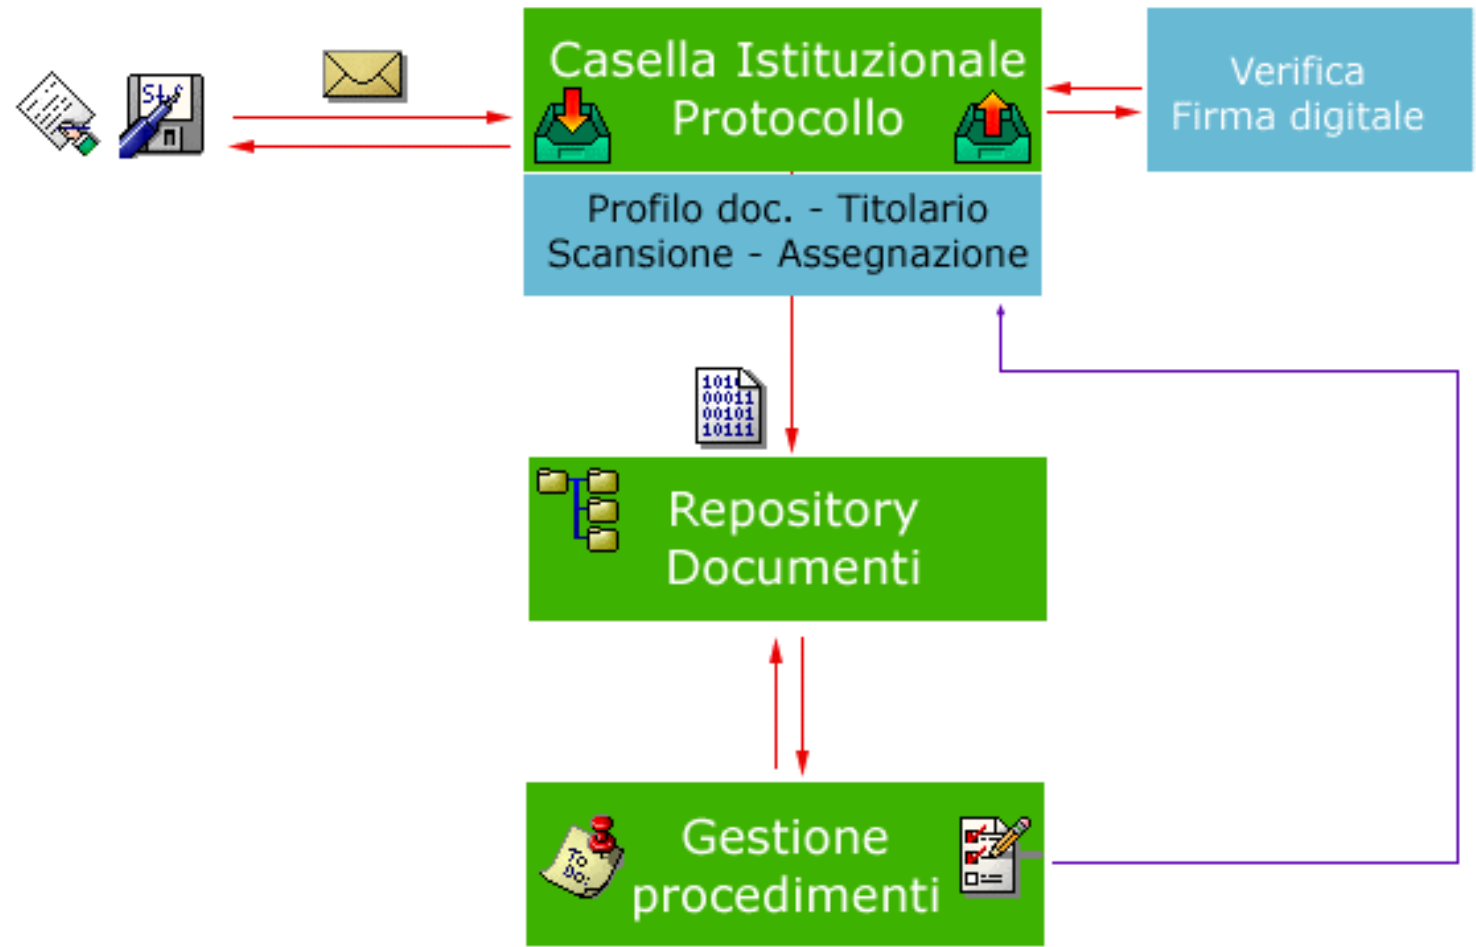 Casella Istituzionale
Protocollo
Verifica
Firma digitale
Profilo doc. - Titolario
Scansione - Assegnazione
00011
00101
10111
Repository
Documenti
To
Do:
Gestione
procedimenti